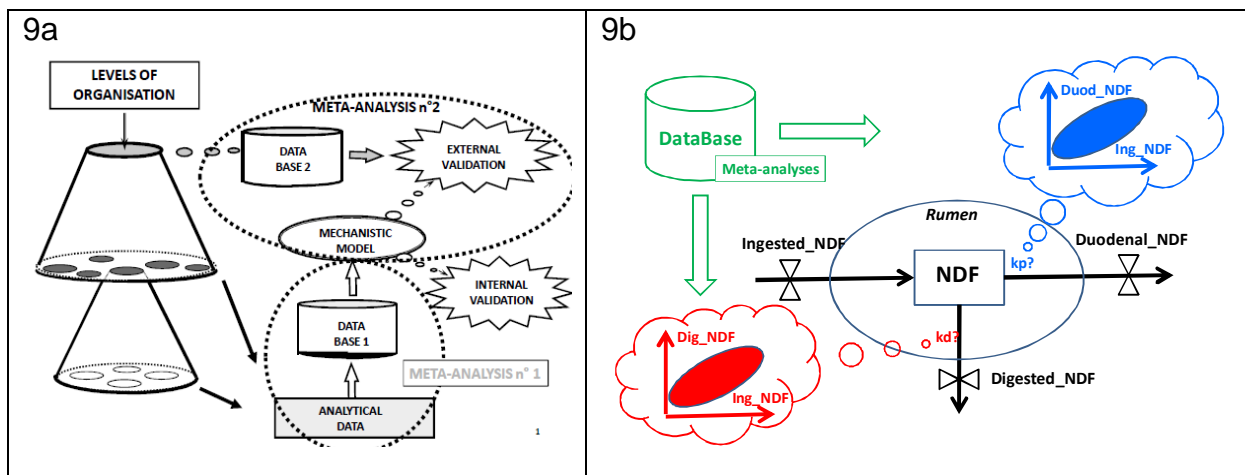 9a
LEVELS OF
ORGANISATION
META-ANALYSIS n°2
DATA
BASE 2
EXTERNAL
VALIDATION
MECHANISTIC
MODEL
INTERNAL
VALIDATION
DATA
BASE 1
META-ANALYSIS n° 1
ANALYTICAL
DATA
1
9b
DataBase
Meta-analyses
Duod_NDF
Ing_NDF
Rumen
Ingested_NDF
NDF
kp?
Duodenal_NDF
kd?
Dig_NDF
Ing_NDF
Digested_NDF